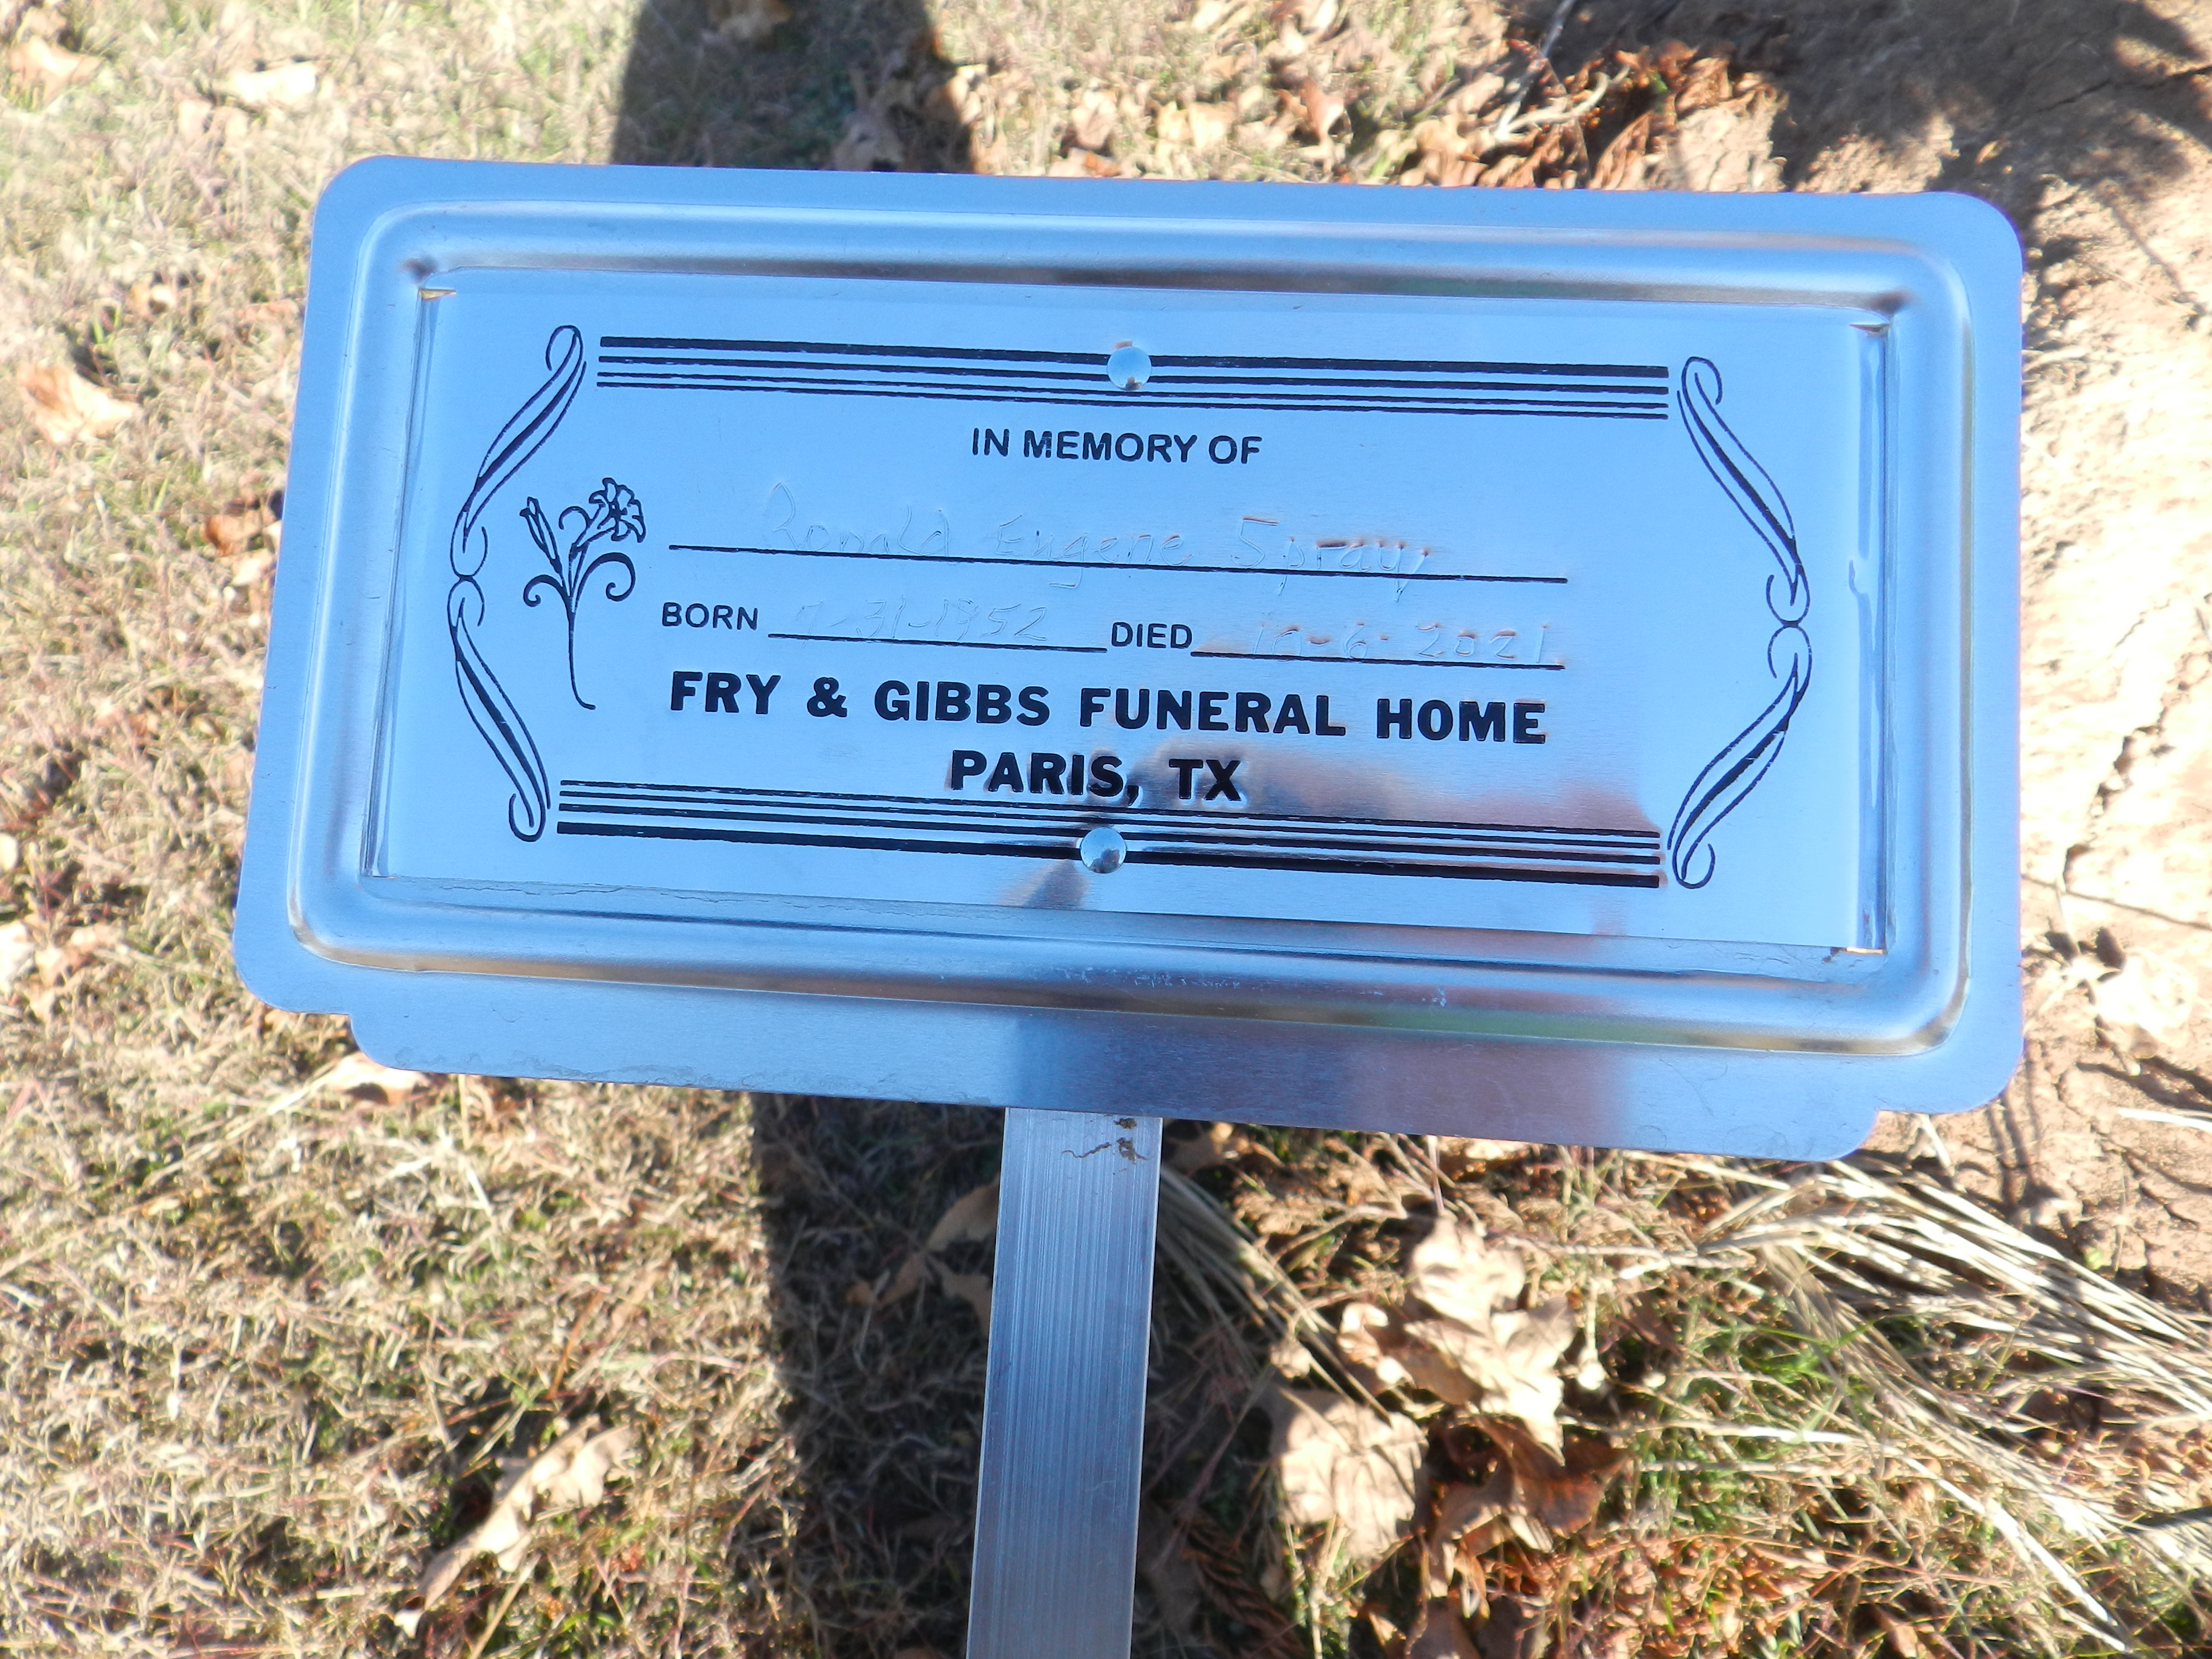 IN MEMORY OF
Ronald Eugene Spray
BORN 7-31-1952 DIED 10-6-2021
FRY & GIBBS FUNERAL HOME
PARIS, TX